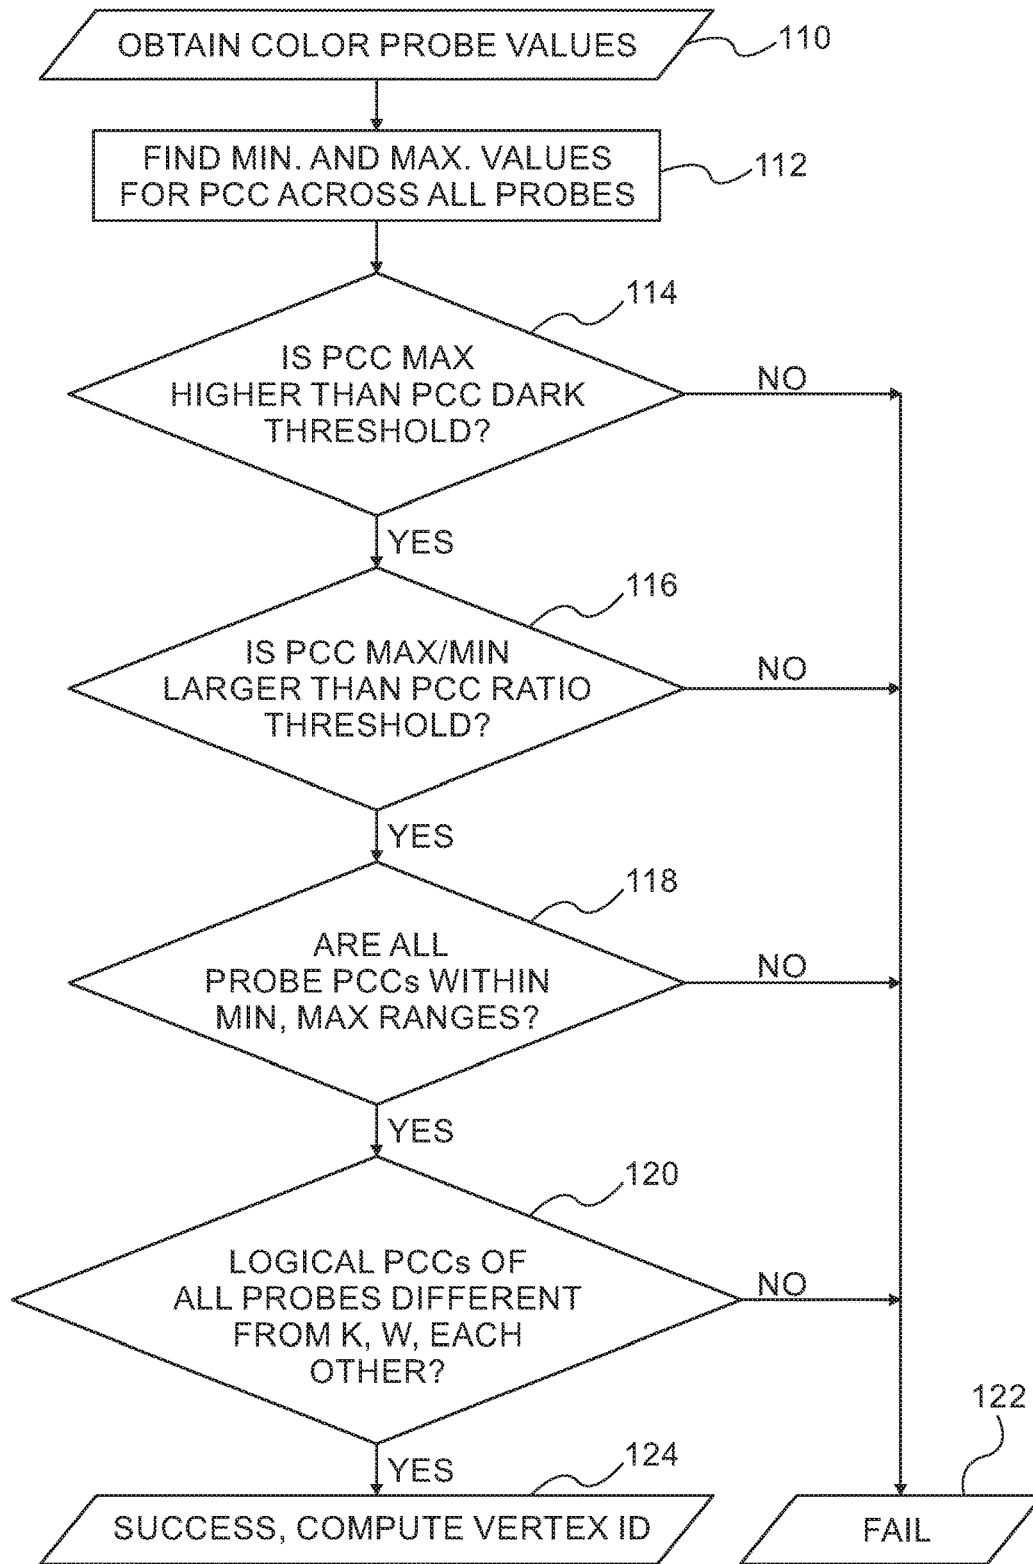 OBTAIN COLOR PROBE VALUES
110
FIND MIN. AND MAX. VALUES
FOR PCC ACROSS ALL PROBES
112
114
IS PCC MAX
HIGHER THAN PCC DARK
THRESHOLD?
NO
YES
116
IS PCC MAX/MIN
LARGER THAN PCC RATIO
THRESHOLD?
NO
YES
118
ARE ALL
PROBE PCCs WITHIN
MIN, MAX RANGES?
NO
YES
120
LOGICAL PCCs OF
ALL PROBES DIFFERENT
FROM K, W, EACH
OTHER?
NO
YES
124
SUCCESS, COMPUTE VERTEX ID
122
FAIL